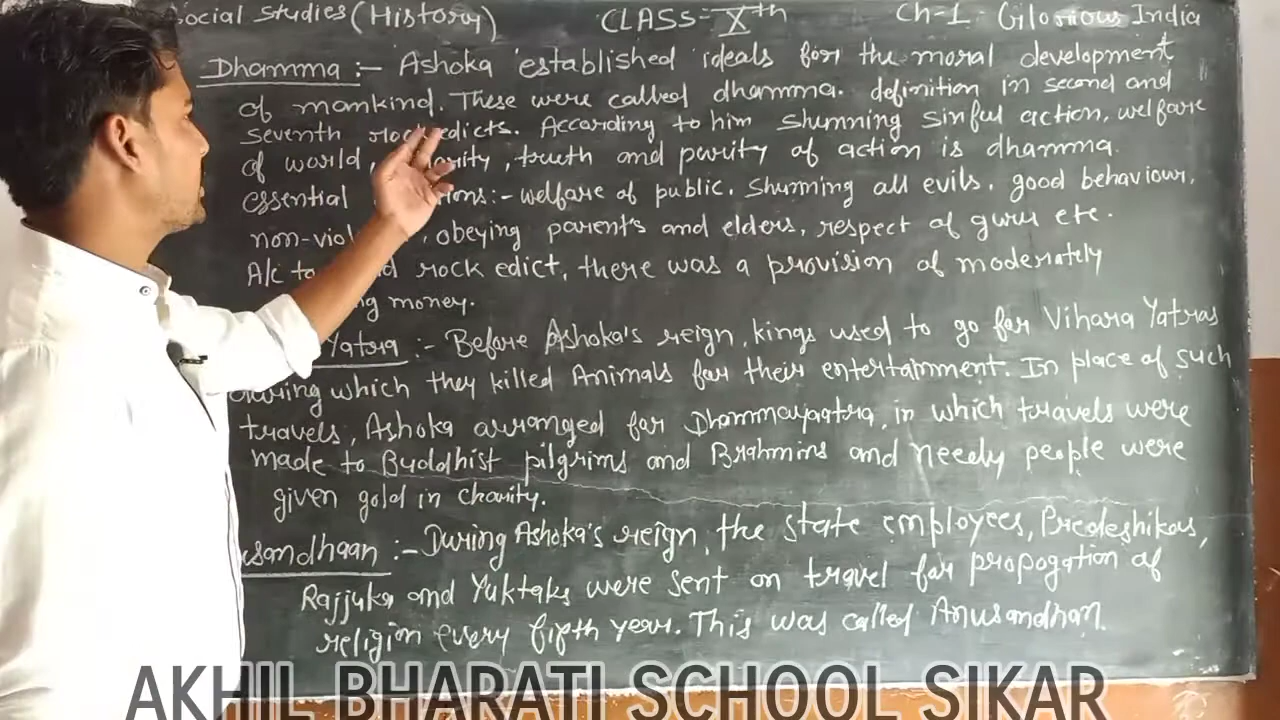 Social Studies (History) CLASS = Xth Ch-1 Glorious India
Dhamma :- Ashoka established ideals for the moral development
of mankind. These were called dhamma. definition in second and
seventh rock edicts. According to him shunning sinful action, welfare
of world, truth and purity of action is dhamma.
essential :- welfare of public. Shunning all evils. good behaviour,
obeying parent's and elders, respect of guru etc.
A/c to rock edict, there was a provision of moderately
money.
Yatra :- Before Ashoka's reign, kings used to go for Vihara Yatras
during which they killed Animals for their entertainment. In place of such
travels, Ashoka arranged for Dhammayaatra, in which travels were
made to Buddhist pilgrims and Brahmins and needy people were
given gold in charity.
usandhaan :- During Ashoka's reign, the state employees, Predeshikas,
Rajjuka and Yuktaks were sent on travel for propogation of
religion every fifth year. This was called Anusandhan.
AKHIL BHARATI SCHOOL SIKAR